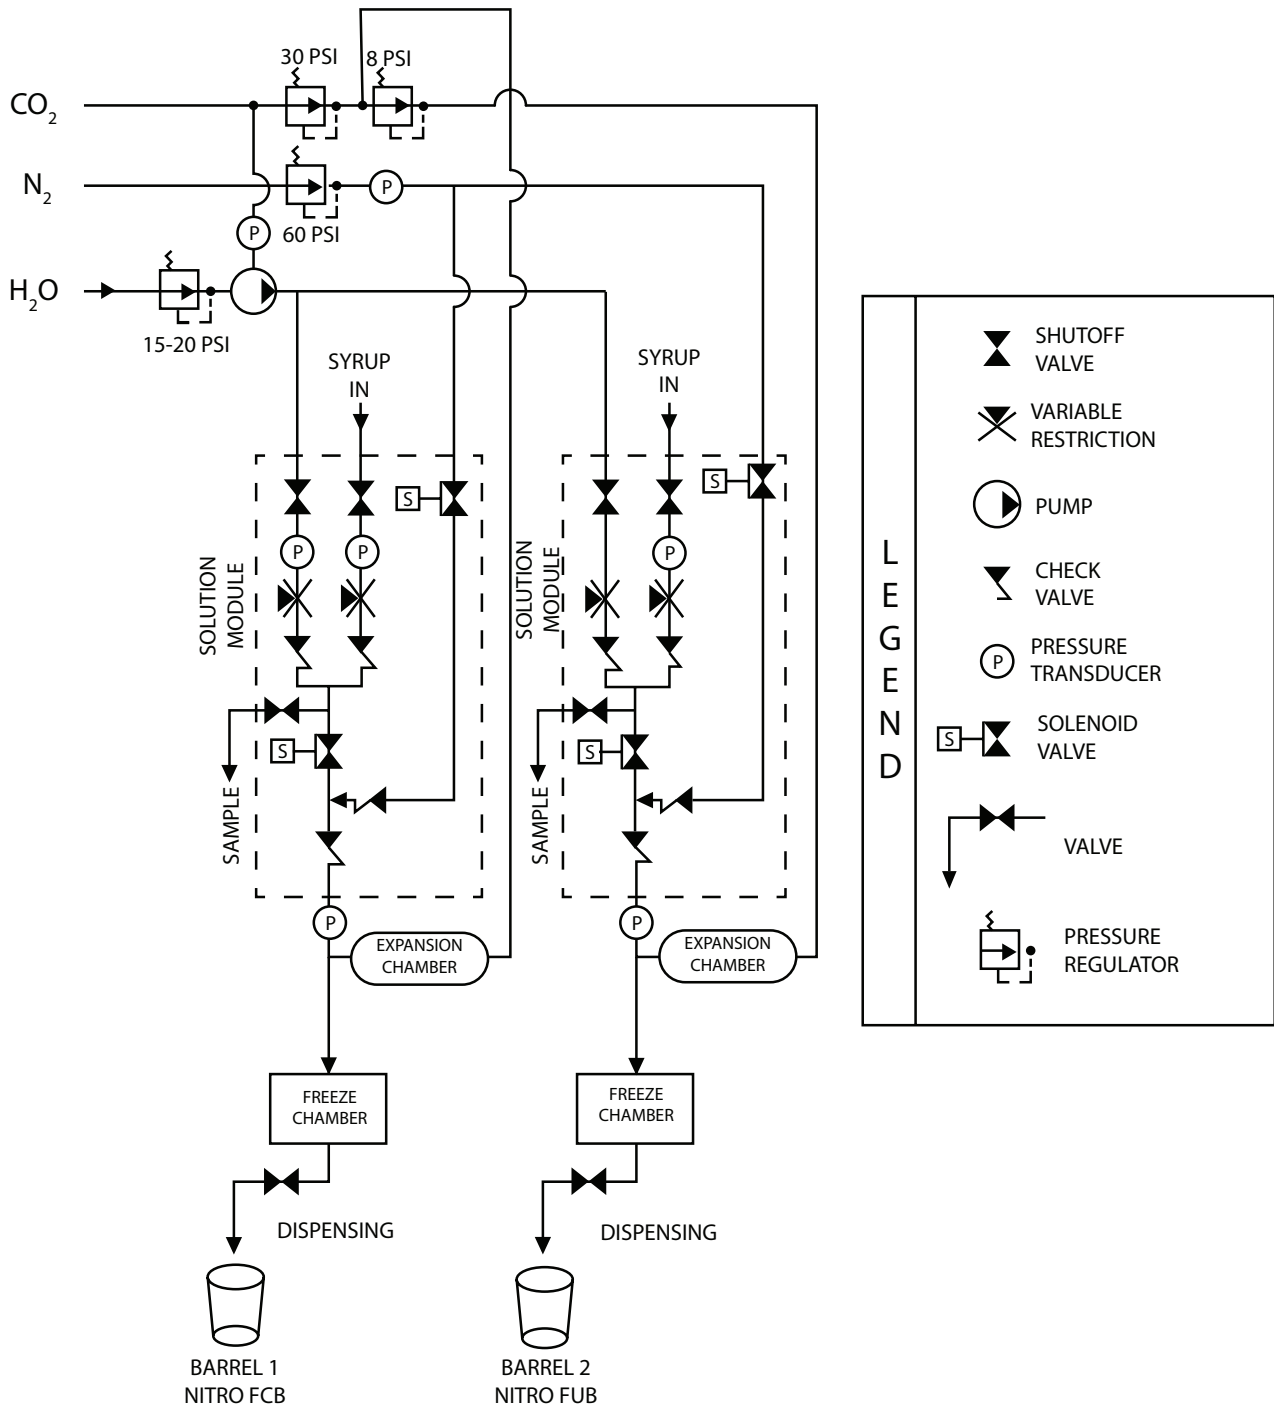 30 PSI
8 PSI
CO2
N2
P
60 PSI
P
H2O
15-20 PSI
SYRUP
IN
SYRUP
IN
S
S
P
P
P
SOLUTION
MODULE
SOLUTION
MODULE
S
S
SAMPLE
SAMPLE
P
P
EXPANSION
CHAMBER
EXPANSION
CHAMBER
FREEZE
CHAMBER
FREEZE
CHAMBER
DISPENSING
DISPENSING
BARREL 1
NITRO FCB
BARREL 2
NITRO FUB
LEGEND
SHUTOFF
VALVE
VARIABLE
RESTRICTION
PUMP
CHECK
VALVE
P
PRESSURE
TRANSDUCER
S
SOLENOID
VALVE
VALVE
PRESSURE
REGULATOR